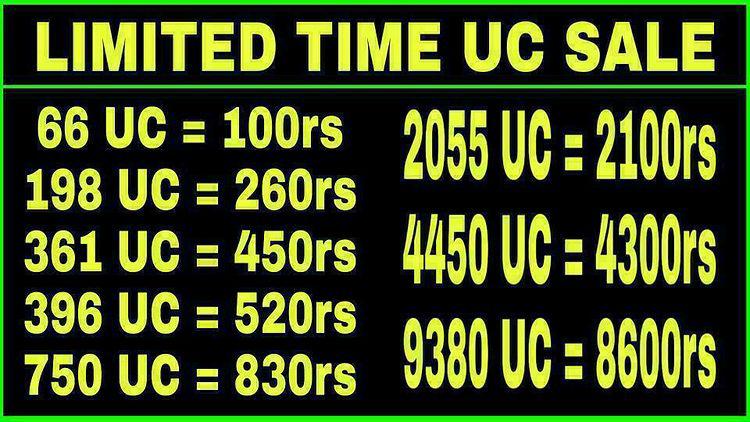 LIMITED TIME UC SALE
66 UC = 100rs
198 UC = 260rs
361 UC = 450rs
396 UC = 520rs
750 UC = 830rs
2055 UC = 2100rs
4450 UC = 4300rs
9380 UC = 8600rs